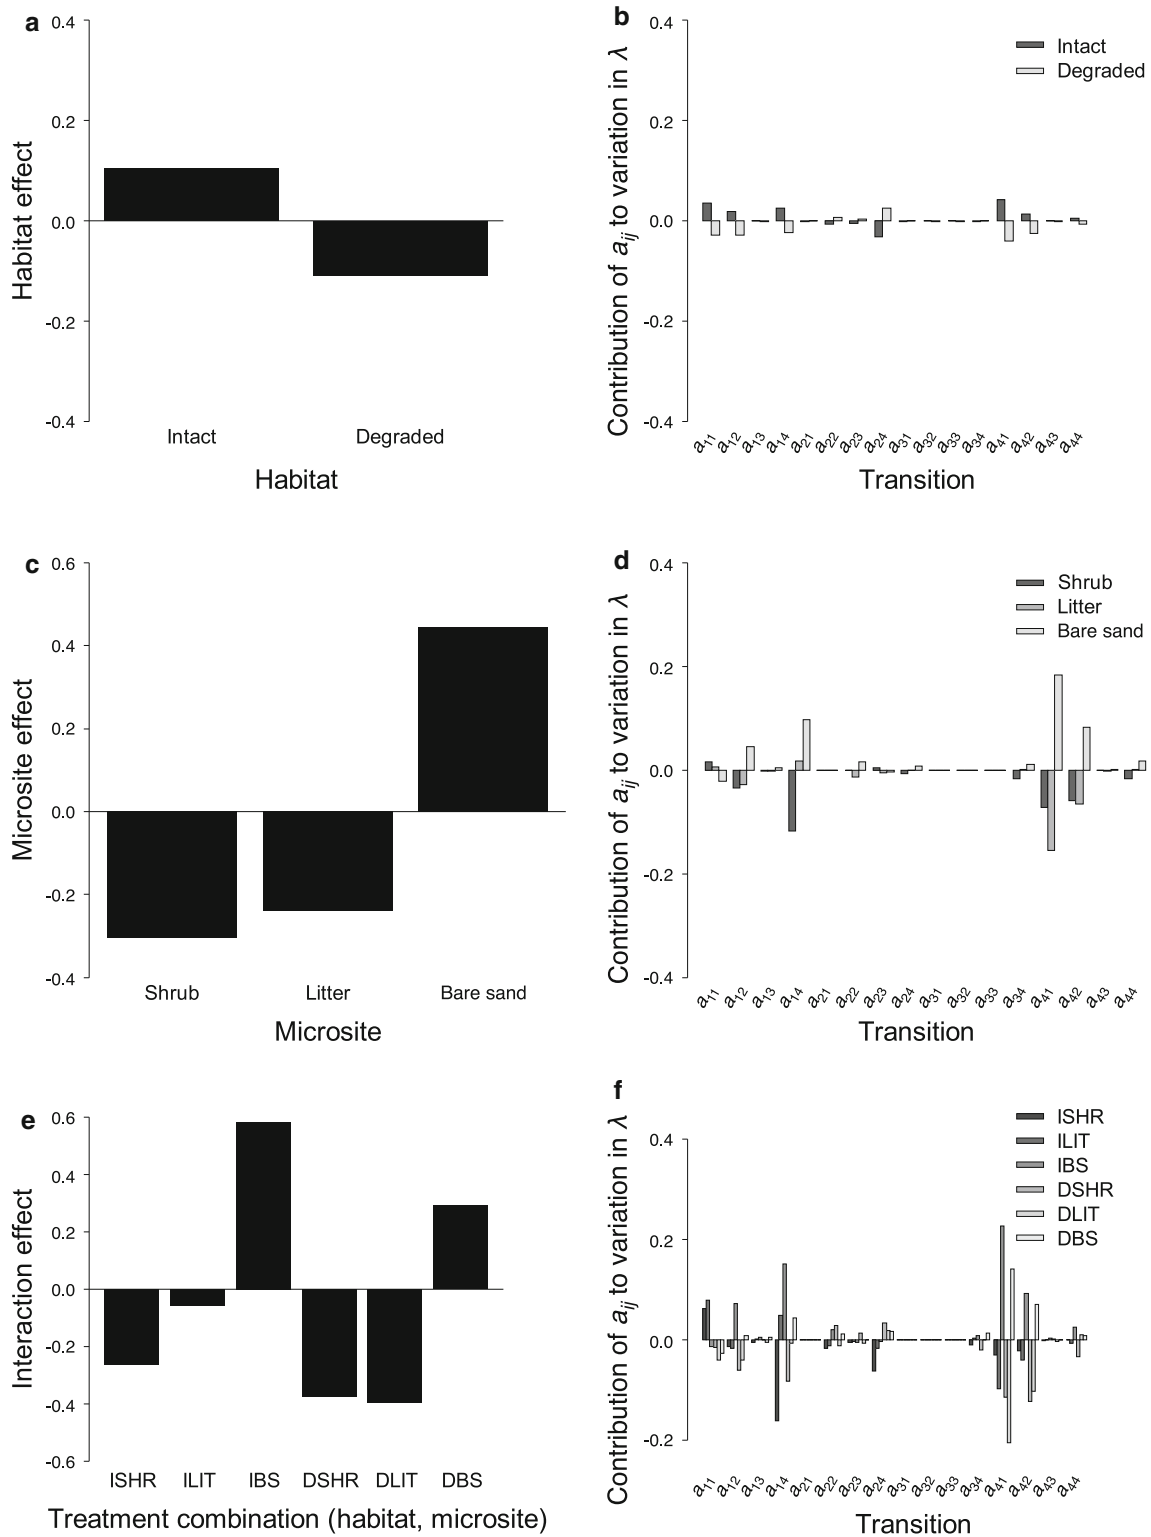 a
0.4
0.2
0.0
-0.2
-0.4
Habitat effect
Intact
Degraded
Habitat
b
0.4
0.2
0.0
-0.2
-0.4
Contribution of aij to variation in λ
Intact
Degraded
a11 a12 a13 a14 a21 a22 a23 a24 a31 a32 a33 a34 a41 a42 a43 a44
Transition
c
0.6
0.4
0.2
0.0
-0.2
-0.4
Microsite effect
Shrub
Litter
Bare sand
Microsite
d
0.4
0.2
0.0
-0.2
-0.4
Contribution of aij to variation in λ
Shrub
Litter
Bare sand
a11 a12 a13 a14 a21 a22 a23 a24 a31 a32 a33 a34 a41 a42 a43 a44
Transition
e
0.6
0.4
0.2
0.0
-0.2
-0.4
-0.6
Interaction effect
ISHR
ILIT
IBS
DSHR
DLIT
DBS
Treatment combination (habitat, microsite)
f
0.4
0.2
0.0
-0.2
Contribution of aij to variation in λ
ISHR
ILIT
IBS
DSHR
DLIT
DBS
a11 a12 a13 a14 a21 a22 a23 a24 a31 a32 a33 a34 a41 a42 a43 a44
Transition